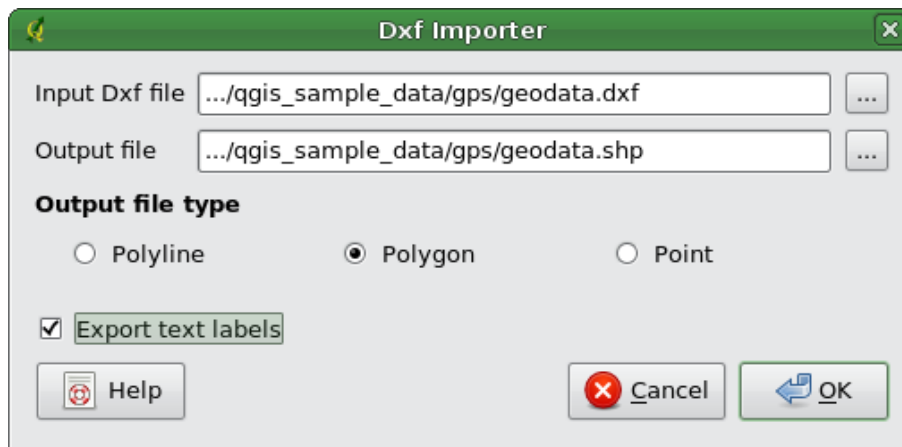 Dxf Importer
Input Dxf file .../qgis_sample_data/gps/geodata.dxf ...
Output file .../qgis_sample_data/gps/geodata.shp ...
Output file type
Polyline Polygon Point
Export text labels
Help Cancel OK